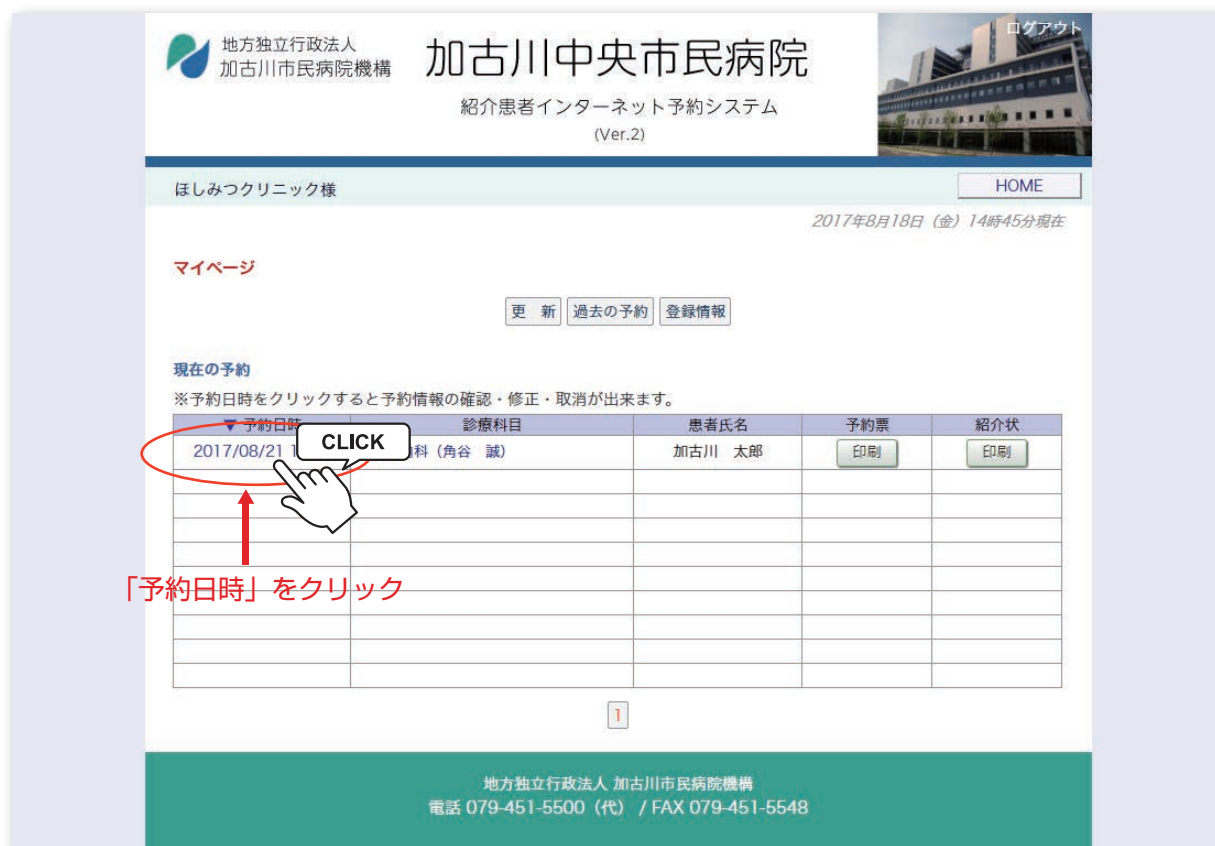 地方独立行政法人
加古川市民病院機構
加古川中央市民病院
ログアウト
紹介患者インターネット予約システム
(Ver.2)
ほしみつクリニック様
HOME
2017年8月18日（金）14時45分現在
マイページ
更　新 過去の予約 登録情報
現在の予約
※予約日時をクリックすると予約情報の確認・修正・取消が出来ます。
▼ 予約日時 診療科目 患者氏名 予約票 紹介状
2017/08/21 1 CLICK 科（角谷　誠） 加古川　太郎 印刷 印刷
「予約日時」をクリック
1
地方独立行政法人 加古川市民病院機構
電話 079-451-5500（代） / FAX 079-451-5548